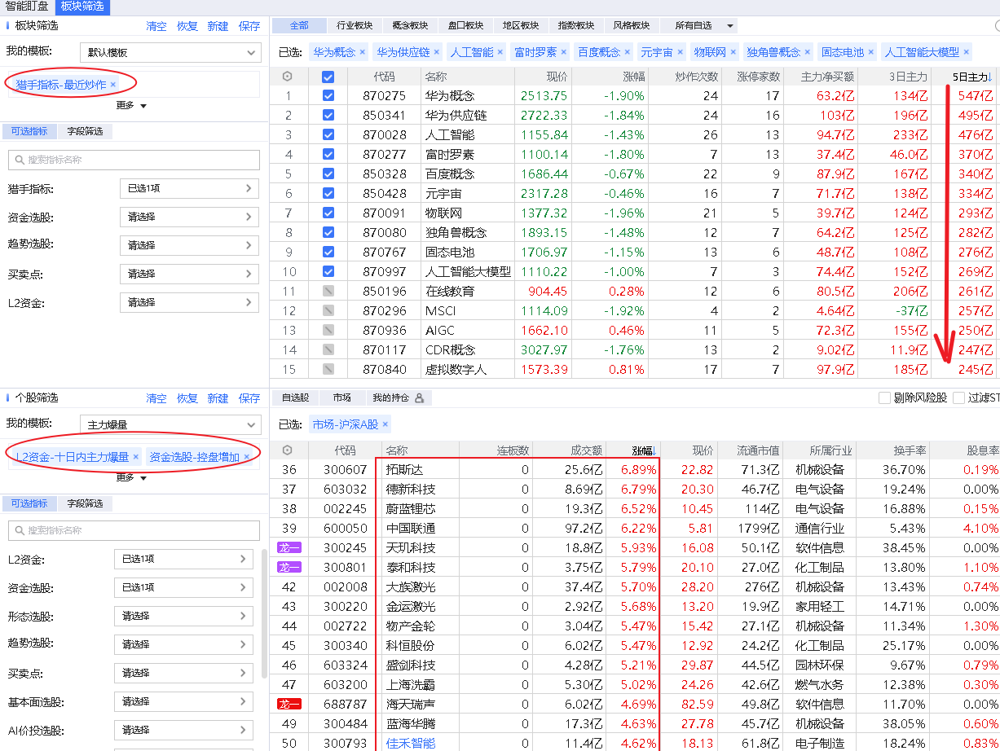 智能盯盘 板块筛选
板块筛选 清空 恢复 新建 保存
我的模板: 默认模板
猎手指标-最近炒作 ×
更多
可选指标 字段筛选
搜索指标名称
猎手指标: 已选1项
资金选股: 请选择
趋势选股: 请选择
买卖点: 请选择
L2资金: 请选择
全部 行业板块 概念板块 盘口板块 地区板块 指数板块 风格板块 所有自选
已选: 华为概念 × 华为供应链 × 人工智能 × 富时罗素 × 百度概念 × 元宇宙 × 物联网 × 独角兽概念 × 固态电池 × 人工智能大模型 ×
代码 名称 现价 涨幅 炒作次数 涨停家数 主力净买额 3日主力 5日主力↓
1 870275 华为概念 2513.75 -1.90% 24 17 63.2亿 134亿 547亿
2 850341 华为供应链 2722.33 -1.84% 24 16 103亿 196亿 495亿
3 870028 人工智能 1155.84 -1.43% 26 13 94.7亿 233亿 476亿
4 870277 富时罗素 1100.14 -1.80% 7 13 37.4亿 46.0亿 370亿
5 850328 百度概念 1686.44 -0.67% 22 9 87.9亿 167亿 340亿
6 850428 元宇宙 2317.28 -0.46% 16 7 71.7亿 138亿 334亿
7 870091 物联网 1377.32 -1.96% 21 5 39.7亿 124亿 293亿
8 870080 独角兽概念 1893.15 -1.48% 12 7 64.2亿 125亿 282亿
9 870767 固态电池 1706.97 -1.15% 13 6 48.7亿 108亿 276亿
10 870997 人工智能大模型 1110.22 -1.00% 7 3 74.4亿 152亿 269亿
11 850196 在线教育 904.45 0.28% 12 6 80.5亿 206亿 261亿
12 870296 MSCI 1114.09 -1.92% 4 2 4.64亿 -37亿 257亿
13 870936 AIGC 1662.10 0.46% 11 5 72.3亿 155亿 250亿
14 870117 CDR概念 3027.97 -1.76% 13 2 9.02亿 11.9亿 247亿
15 870840 虚拟数字人 1573.39 0.81% 17 7 97.9亿 185亿 245亿
个股筛选 清空 恢复 新建 保存
我的模板: 主力爆量
L2资金-十日内主力爆量 × 资金选股-控盘增加 ×
更多
可选指标 字段筛选
搜索指标名称
L2资金: 已选1项
资金选股: 已选1项
形态选股: 请选择
趋势选股: 请选择
买卖点: 请选择
基本面选股: 请选择
AI价投选股: 请选择
自选股 市场 我的持仓 剔除风险股 过滤ST
已选: 市场-沪深A股 ×
代码 名称 连板数 成交额 涨幅↓ 现价 流通市值 所属行业 换手率 股息率
36 300607 拓斯达 0 25.6亿 6.89% 22.82 71.3亿 机械设备 36.70% 0.19%
37 603032 德新科技 0 8.69亿 6.79% 20.30 46.7亿 电气设备 19.24% 0.00%
38 002245 蔚蓝锂芯 0 19.3亿 6.52% 10.45 114亿 电气设备 16.88% 0.15%
39 600050 中国联通 0 97.2亿 6.22% 5.81 1799亿 通信行业 5.43% 4.10%
龙一 300245 天玑科技 0 18.8亿 5.93% 16.08 50.1亿 软件信息 38.45% 0.00%
龙一 300801 泰和科技 0 3.75亿 5.79% 20.10 27.0亿 化工制品 13.80% 1.10%
42 002008 大族激光 0 37.4亿 5.70% 28.20 276亿 机械设备 13.43% 0.74%
43 300220 金运激光 0 2.92亿 5.68% 13.20 19.9亿 家用轻工 14.71% 0.00%
44 002722 物产金轮 0 3.04亿 5.47% 15.42 27.1亿 机械设备 11.34% 1.30%
45 300340 科恒股份 0 6.02亿 5.47% 12.92 24.2亿 化工制品 25.17% 0.00%
46 603324 盛剑科技 0 4.28亿 5.21% 29.87 44.5亿 园林环保 9.67% 0.79%
47 603200 上海洗霸 0 5.30亿 5.02% 24.26 42.6亿 燃气水务 12.38% 0.30%
龙一 688787 海天瑞声 0 6.02亿 4.69% 82.59 49.8亿 软件信息 11.70% 0.00%
49 300484 蓝海华腾 0 17.3亿 4.63% 27.78 45.7亿 机械设备 38.05% 0.60%
50 300793 佳禾智能 0 11.4亿 4.62% 18.13 61.8亿 电子制造 18.24% 0.83%